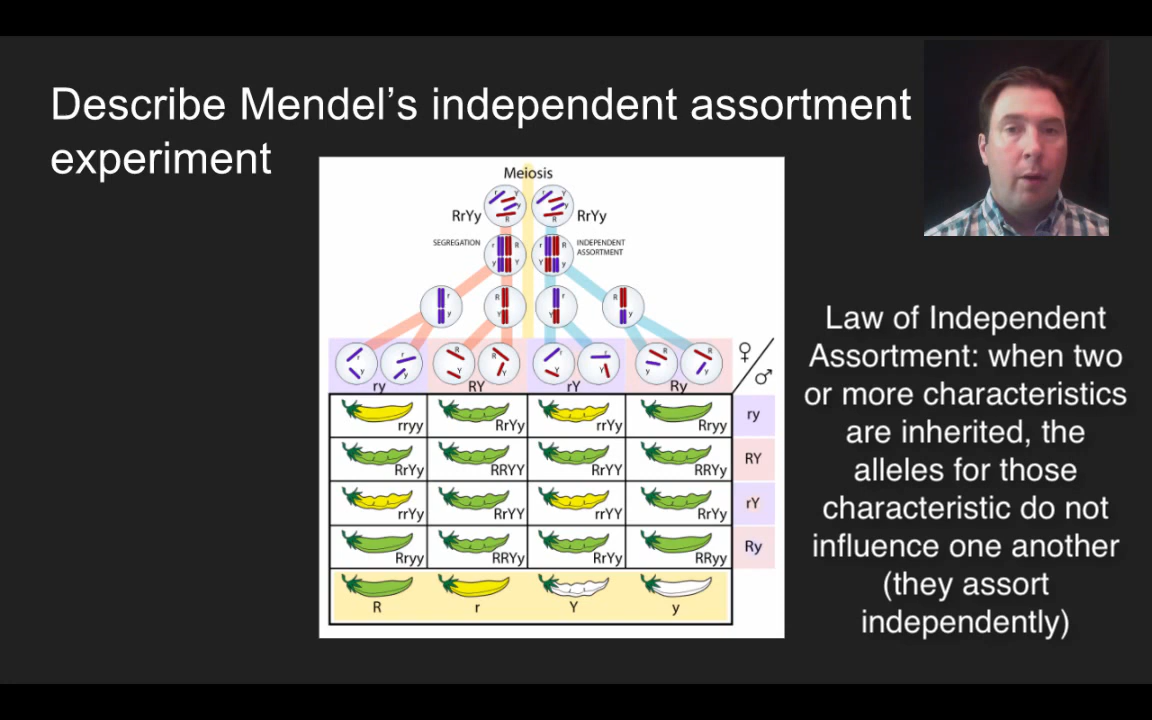 Describe Mendel's independent assortment
experiment
Meiosis
RrYy RrYy
SEGREGATION
INDEPENDENT
ASSORTMENT
ry RY rY Ry
♀/♂
rryy RrYy rrYy Rryy ry
RrYy RRYY RrYY RRYy RY
rrYy RrYY rrYY RrYy rY
Rryy RRYy RrYy RRyy Ry
R r Y y
Law of Independent
Assortment: when two
or more characteristics
are inherited, the
alleles for those
characteristic do not
influence one another
(they assort
independently)